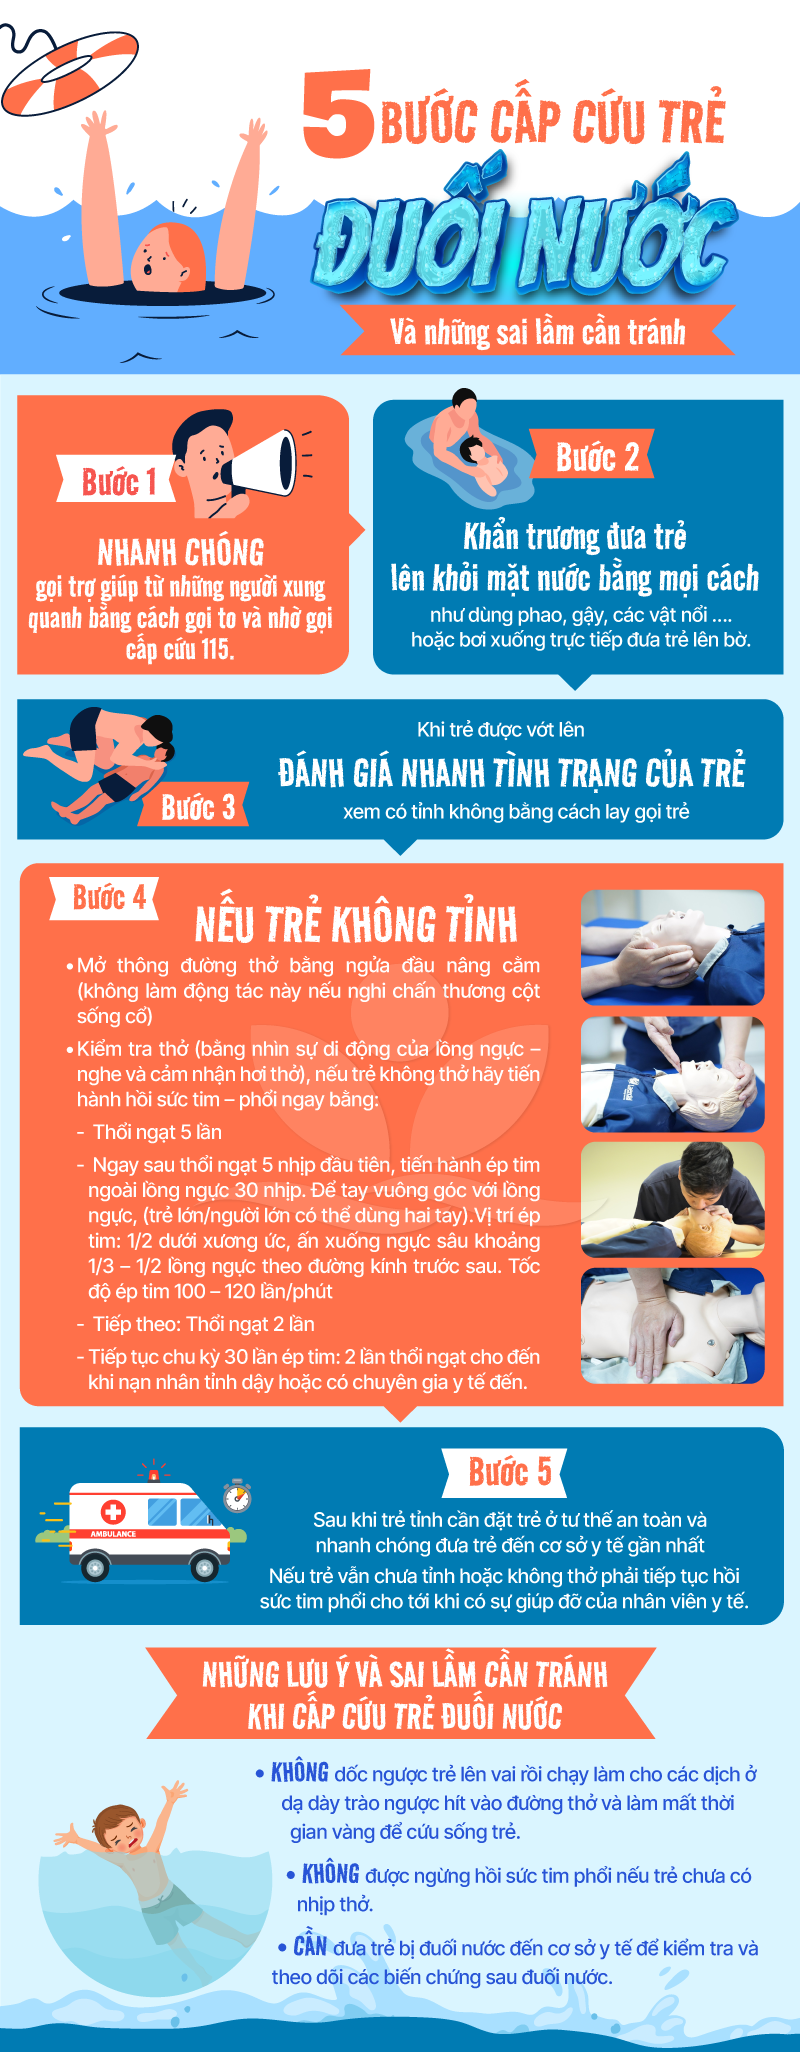 5 BƯỚC CẤP CỨU TRẺ
ĐUỐI NƯỚC
Và những sai lầm cần tránh
Bước 1
NHANH CHÓNG
gọi trợ giúp từ những người xung
quanh bằng cách gọi to và nhờ gọi
cấp cứu 115.
Bước 2
Khẩn trương đưa trẻ
lên khỏi mặt nước bằng mọi cách
như dùng phao, gậy, các vật nổi ....
hoặc bơi xuống trực tiếp đưa trẻ lên bờ.
Bước 3
Khi trẻ được vớt lên
ĐÁNH GIÁ NHANH TÌNH TRẠNG CỦA TRẺ
xem có tỉnh không bằng cách lay gọi trẻ
Bước 4
NẾU TRẺ KHÔNG TỈNH
• Mở thông đường thở bằng ngửa đầu nâng cằm
(không làm động tác này nếu nghi chấn thương cột
sống cổ)
• Kiểm tra thở (bằng nhìn sự di động của lồng ngực –
nghe và cảm nhận hơi thở), nếu trẻ không thở hãy tiến
hành hồi sức tim – phổi ngay bằng:
- Thổi ngạt 5 lần
- Ngay sau thổi ngạt 5 nhịp đầu tiên, tiến hành ép tim
ngoài lồng ngực 30 nhịp. Để tay vuông góc với lồng
ngực, (trẻ lớn/người lớn có thể dùng hai tay).Vị trí ép
tim: 1/2 dưới xương ức, ấn xuống ngực sâu khoảng
1/3 – 1/2 lồng ngực theo đường kính trước sau. Tốc
độ ép tim 100 – 120 lần/phút
- Tiếp theo: Thổi ngạt 2 lần
- Tiếp tục chu kỳ 30 lần ép tim: 2 lần thổi ngạt cho đến
khi nạn nhân tỉnh dậy hoặc có chuyên gia y tế đến.
AMBULANCE
Bước 5
Sau khi trẻ tỉnh cần đặt trẻ ở tư thế an toàn và
nhanh chóng đưa trẻ đến cơ sở y tế gần nhất
Nếu trẻ vẫn chưa tỉnh hoặc không thở phải tiếp tục hồi
sức tim phổi cho tới khi có sự giúp đỡ của nhân viên y tế.
NHỮNG LƯU Ý VÀ SAI LẦM CẦN TRÁNH
KHI CẤP CỨU TRẺ ĐUỐI NƯỚC
• KHÔNG dốc ngược trẻ lên vai rồi chạy làm cho các dịch ở
dạ dày trào ngược hít vào đường thở và làm mất thời
gian vàng để cứu sống trẻ.
• KHÔNG được ngừng hồi sức tim phổi nếu trẻ chưa có
nhịp thở.
• CẦN đưa trẻ bị đuối nước đến cơ sở y tế để kiểm tra và
theo dõi các biến chứng sau đuối nước.